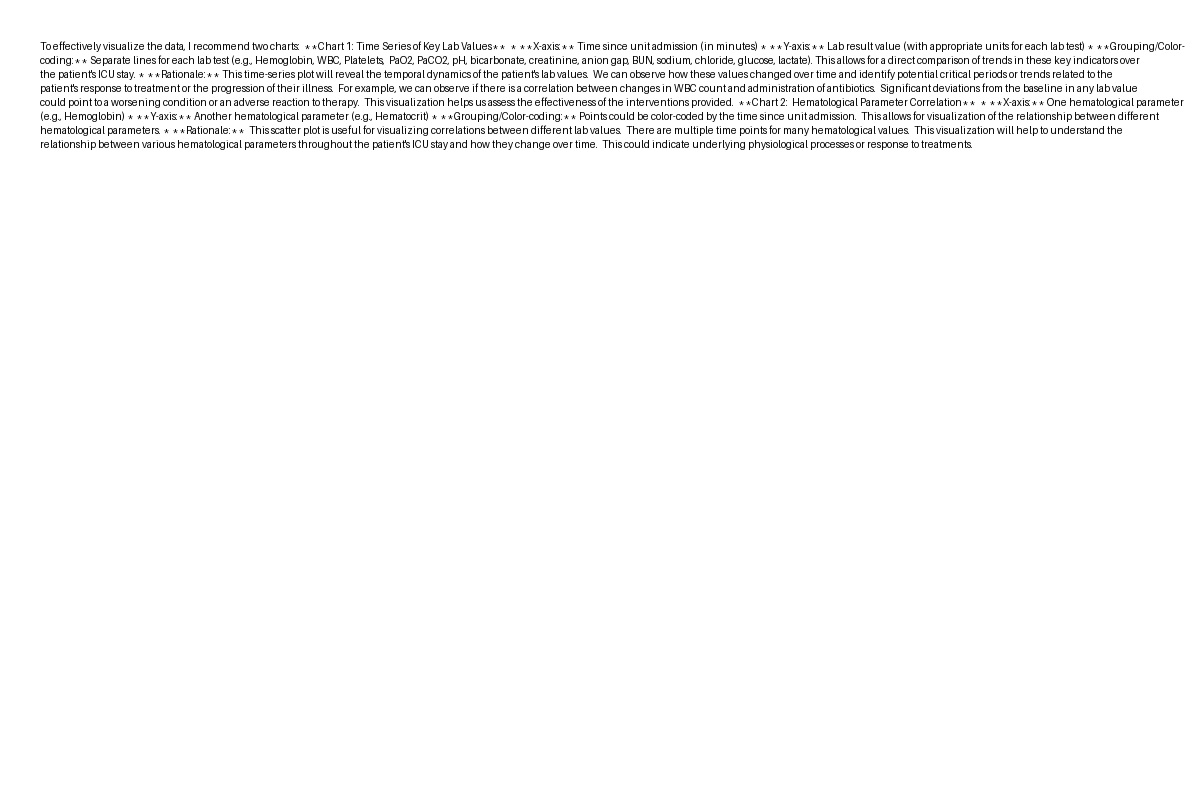 To effectively visualize the data, I recommend two charts:  **Chart 1: Time Series of Key Lab Values**  * **X-axis:** Time since unit admission (in minutes) * **Y-axis:** Lab result value (with appropriate units for each lab test) * **Grouping/Color-
coding:** Separate lines for each lab test (e.g., Hemoglobin, WBC, Platelets,  PaO2, PaCO2, pH, bicarbonate, creatinine, anion gap, BUN, sodium, chloride, glucose, lactate). This allows for a direct comparison of trends in these key indicators over
the patient's ICU stay. * **Rationale:** This time-series plot will reveal the temporal dynamics of the patient's lab values.  We can observe how these values changed over time and identify potential critical periods or trends related to the
patient's response to treatment or the progression of their illness.  For example, we can observe if there is a correlation between changes in WBC count and administration of antibiotics.  Significant deviations from the baseline in any lab value
could point to a worsening condition or an adverse reaction to therapy.  This visualization helps us assess the effectiveness of the interventions provided.  **Chart 2:  Hematological Parameter Correlation**  * **X-axis:** One hematological parameter
(e.g., Hemoglobin) * **Y-axis:** Another hematological parameter (e.g., Hematocrit) * **Grouping/Color-coding:** Points could be color-coded by the time since unit admission.  This allows for visualization of the relationship between different
hematological parameters. * **Rationale:**  This scatter plot is useful for visualizing correlations between different lab values.  There are multiple time points for many hematological values.  This visualization will help to understand the
relationship between various hematological parameters throughout the patient's ICU stay and how they change over time.  This could indicate underlying physiological processes or response to treatments.